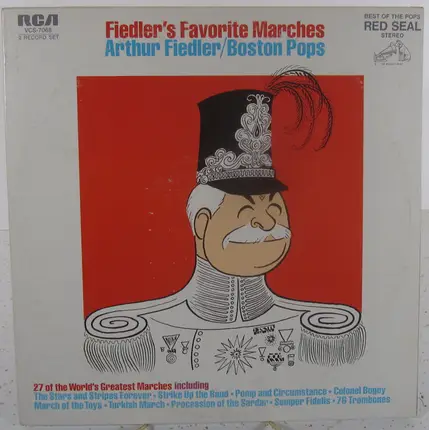 RCA
VCS-7068
2 RECORD SET
Fiedler's Favorite Marches
Arthur Fiedler/Boston Pops
BEST OF THE POPS
RED SEAL
STEREO
27 of the World's Greatest Marches including
The Stars and Stripes Forever • Strike Up the Band • Pomp and Circumstance • Colonel Bogey
March of the Toys • Turkish March • Procession of the Sardar • Semper Fidelis • 76 Trombones